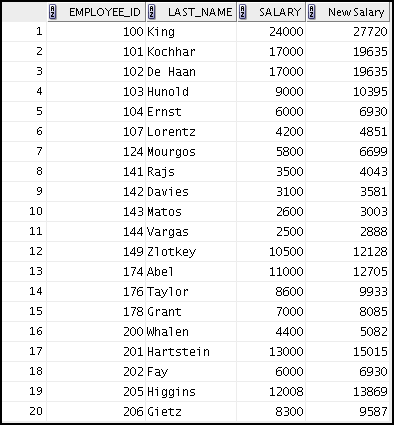 EMPLOYEE_ID LAST_NAME SALARY New Salary
1 100 King 24000 27720
2 101 Kochhar 17000 19635
3 102 De Haan 17000 19635
4 103 Hunold 9000 10395
5 104 Ernst 6000 6930
6 107 Lorentz 4200 4851
7 124 Mourgos 5800 6699
8 141 Rajs 3500 4043
9 142 Davies 3100 3581
10 143 Matos 2600 3003
11 144 Vargas 2500 2888
12 149 Zlotkey 10500 12128
13 174 Abel 11000 12705
14 176 Taylor 8600 9933
15 178 Grant 7000 8085
16 200 Whalen 4400 5082
17 201 Hartstein 13000 15015
18 202 Fay 6000 6930
19 205 Higgins 12008 13869
20 206 Gietz 8300 9587